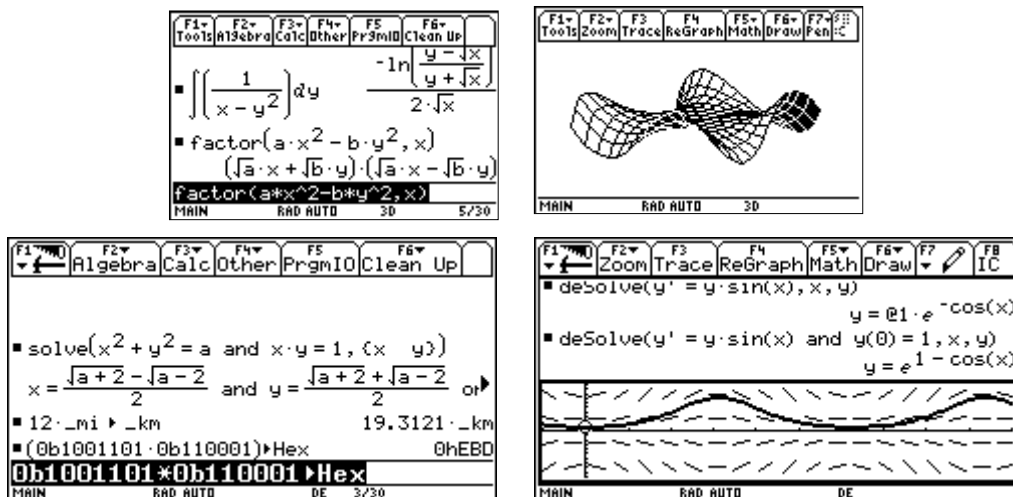 F1▾ F2▾ F3▾ F4▾ F5 F6▾
Tools Algebra Calc Other PrgmIO Clean Up
▪ ∫(1/(x − y²))dy -ln((y − √x)/(y + √x))/(2·√x)
▪ factor(a·x² − b·y², x)
(√a·x + √b·y)·(√a·x − √b·y)
factor(a*x^2-b*y^2,x)
MAIN RAD AUTO 3D 5/30
F1▾ F2▾ F3 F4 F5▾ F6▾ F7▾
Tools Zoom Trace ReGraph Math Draw Pen
MAIN RAD AUTO 3D
F1 F2▾ F3▾ F4▾ F5 F6▾
Algebra Calc Other PrgmIO Clean Up
▪ solve(x² + y² = a and x·y = 1, {x y})
x = (√(a + 2) − √(a − 2))/2 and y = (√(a + 2) + √(a − 2))/2 or▸
▪ 12·_mi ▸ _km 19.3121·_km
▪ (0b1001101·0b110001)▸Hex 0hEBD
0b1001101*0b110001▸Hex
MAIN RAD AUTO DE 3/30
F1 F2▾ F3 F4 F5▾ F6▾ F7 F8
Zoom Trace ReGraph Math Draw IC
▪ deSolve(y' = y·sin(x), x, y)
y = @1·e^(-cos(x))
▪ deSolve(y' = y·sin(x) and y(0) = 1, x, y)
y = e^(1 − cos(x))
MAIN RAD AUTO DE